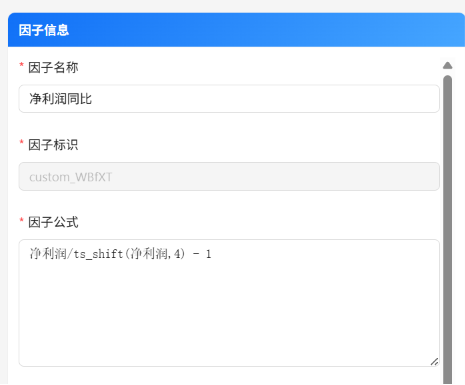 因子信息
* 因子名称
净利润同比
* 因子标识
custom_WBfXT
* 因子公式
净利润/ts_shift(净利润,4) - 1